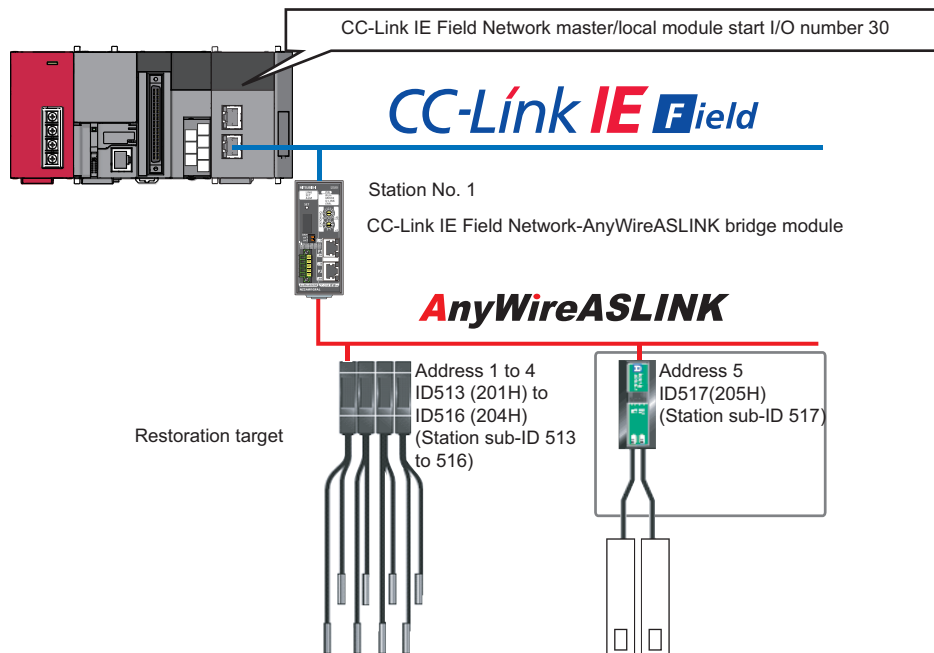 CC-Link IE Field Network master/local module start I/O number 30
CC-Link IE Field
Station No. 1
CC-Link IE Field Network-AnyWireASLINK bridge module
AnyWireASLINK
Address 1 to 4
ID513 (201H) to
ID516 (204H)
(Station sub-ID 513
to 516)
Address 5
ID517(205H)
(Station sub-ID 517)
Restoration target